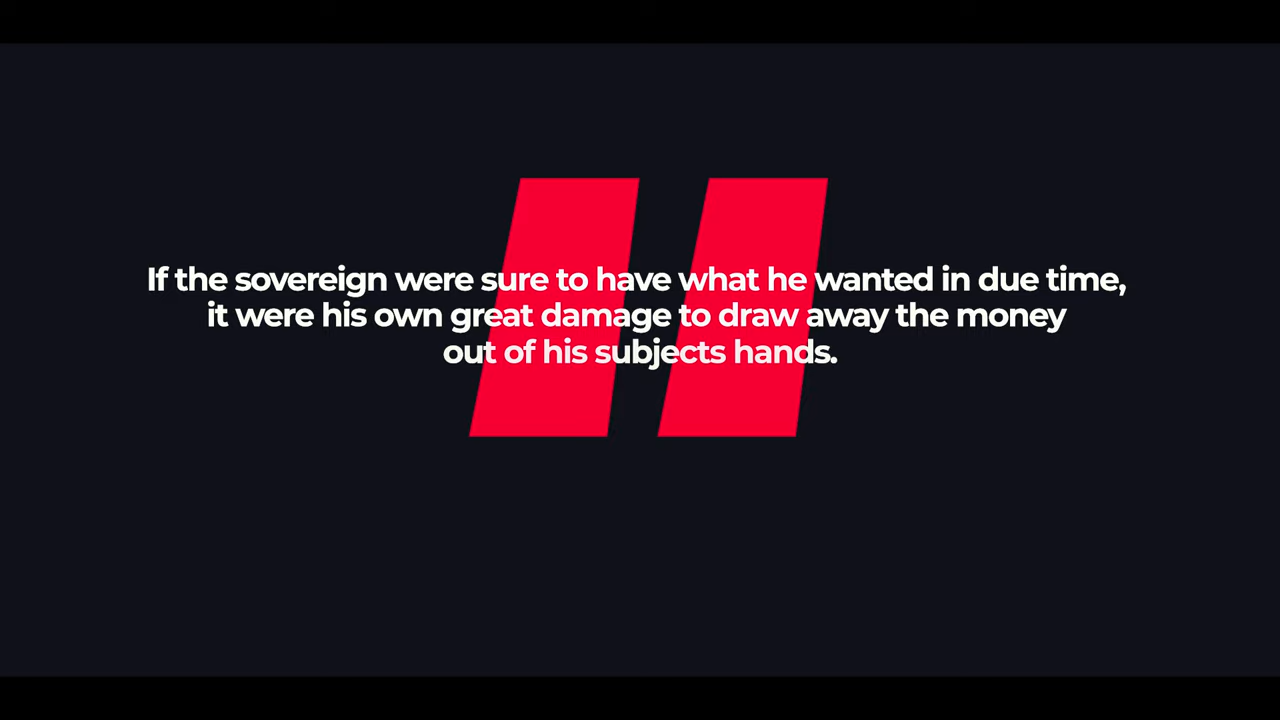 If the sovereign were sure to have what he wanted in due time,
it were his own great damage to draw away the money
out of his subjects hands.